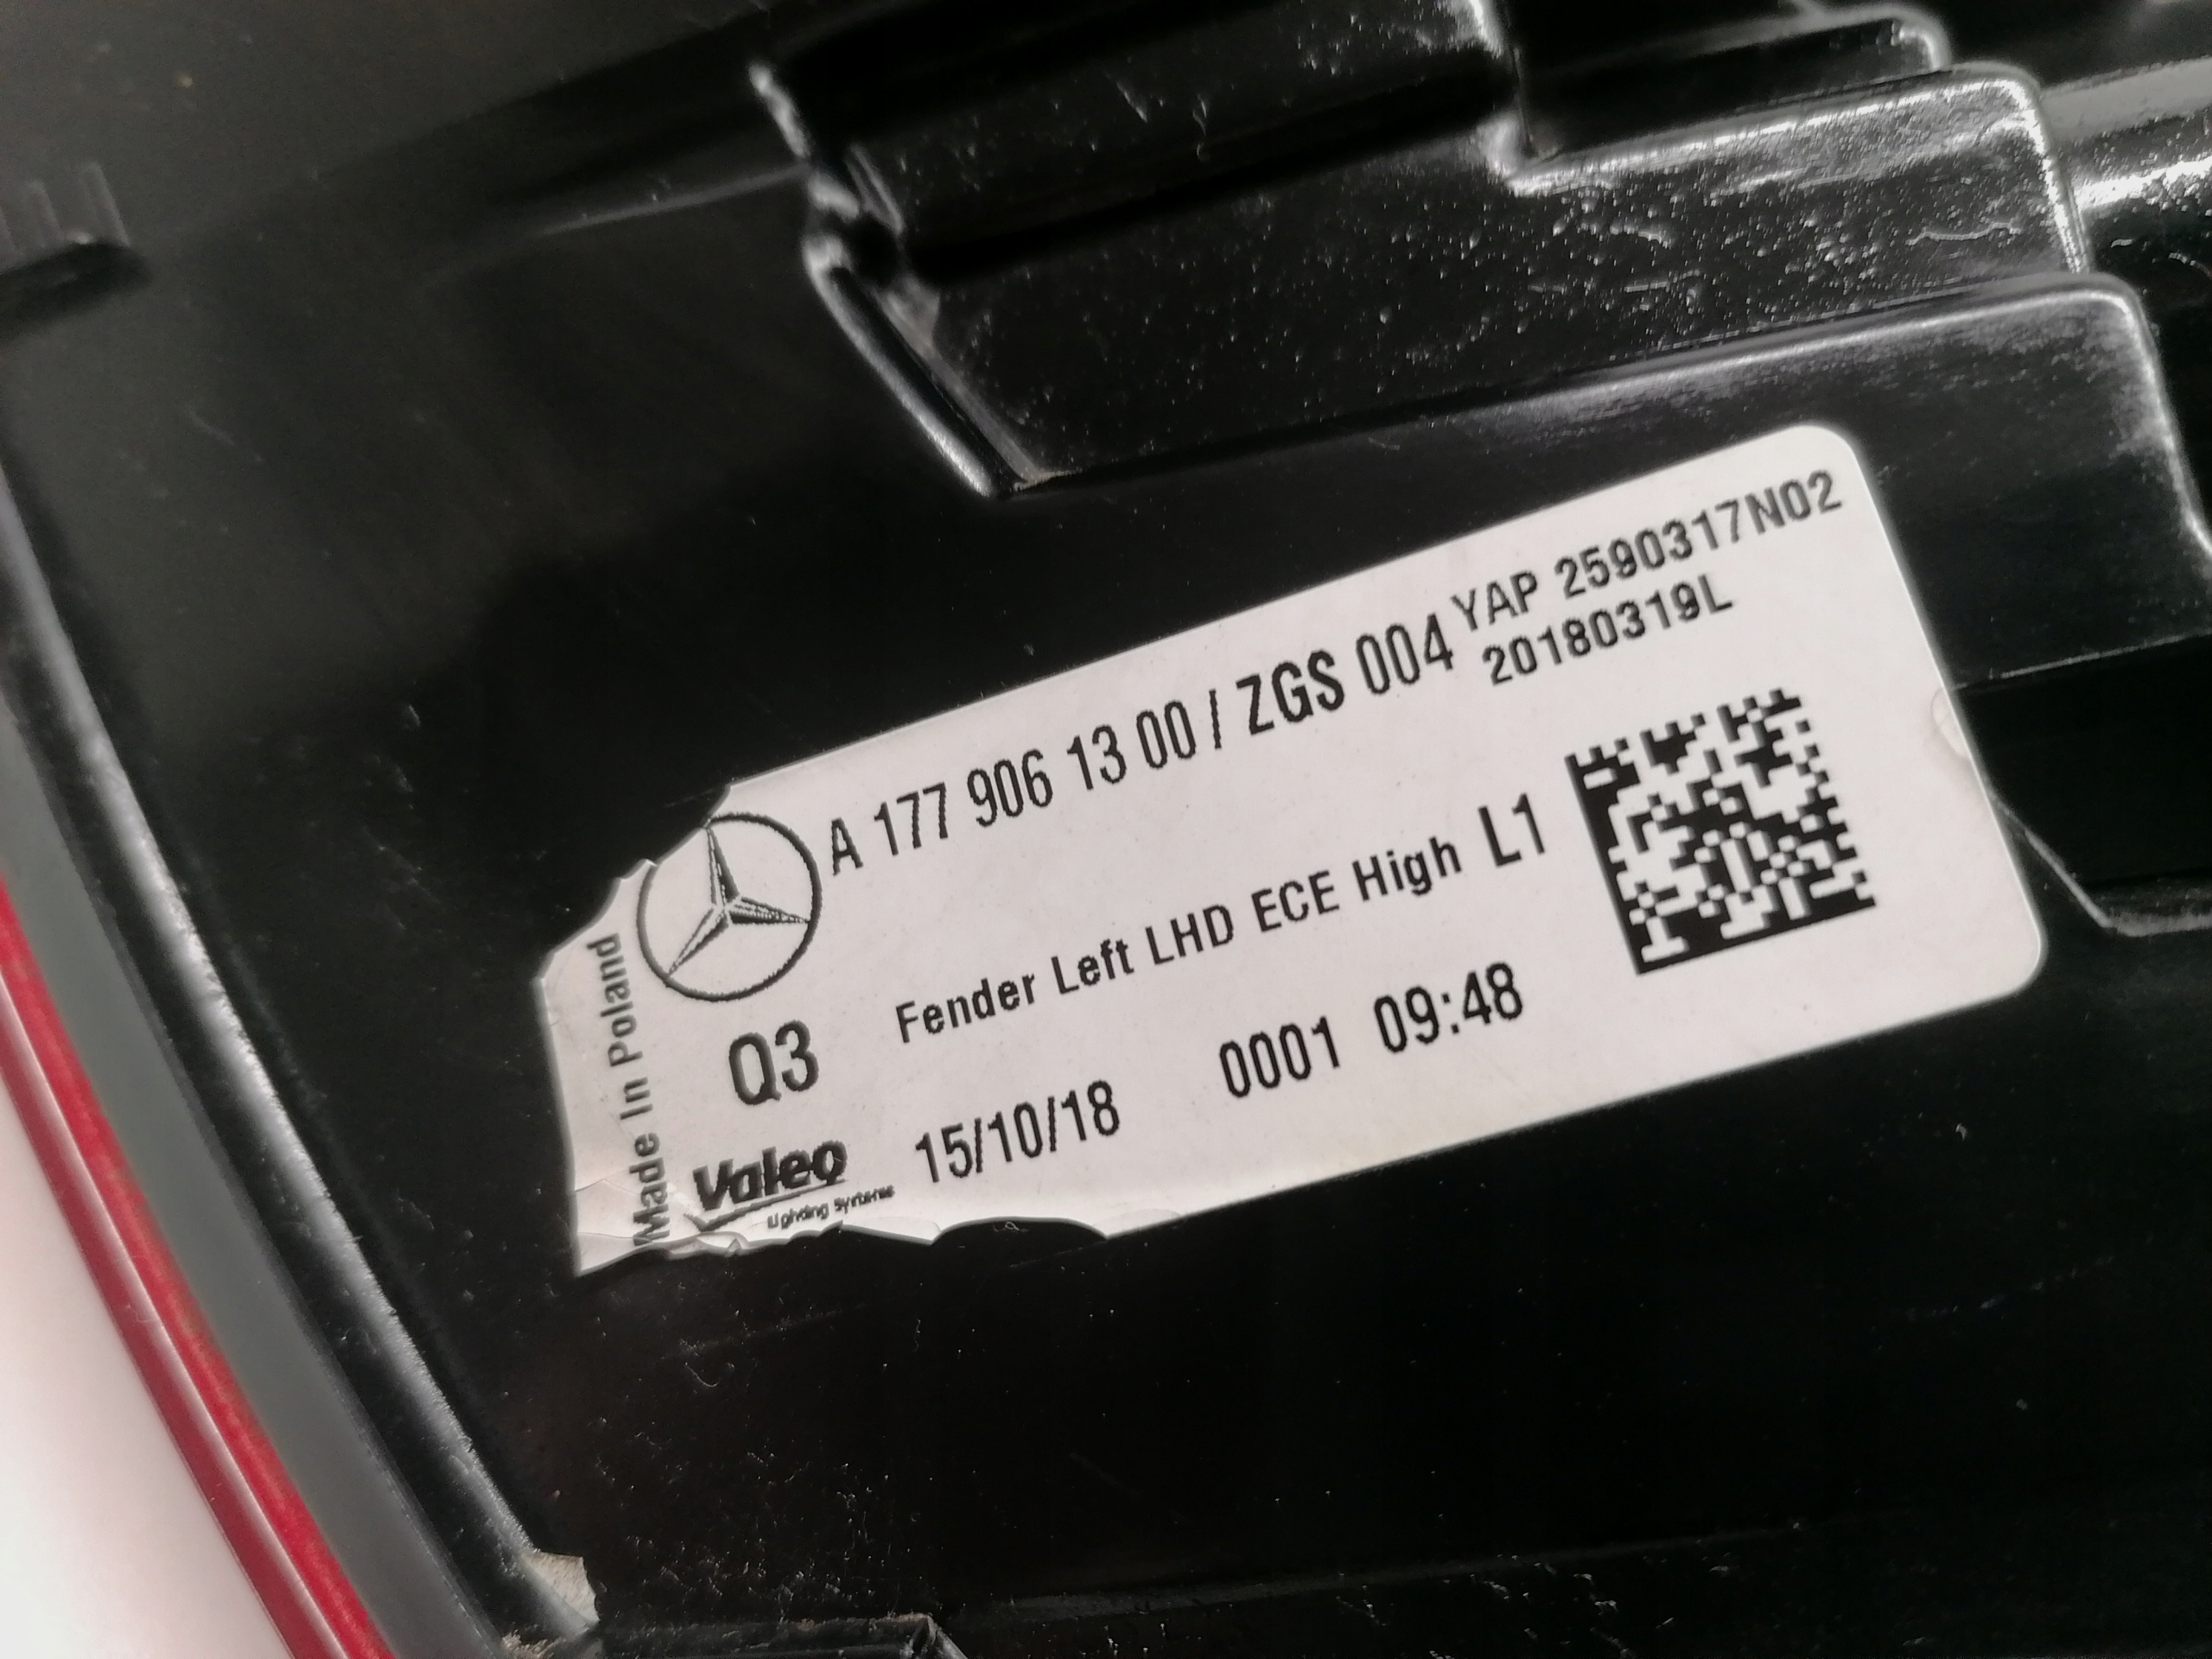 A 177 906 13 00 / ZGS 004
YAP 2590317N02
20180319L
Fender Left LHD ECE High L1
Q3
15/10/18 0001 09:48
Valeo
Lighting Systems
Made In Poland